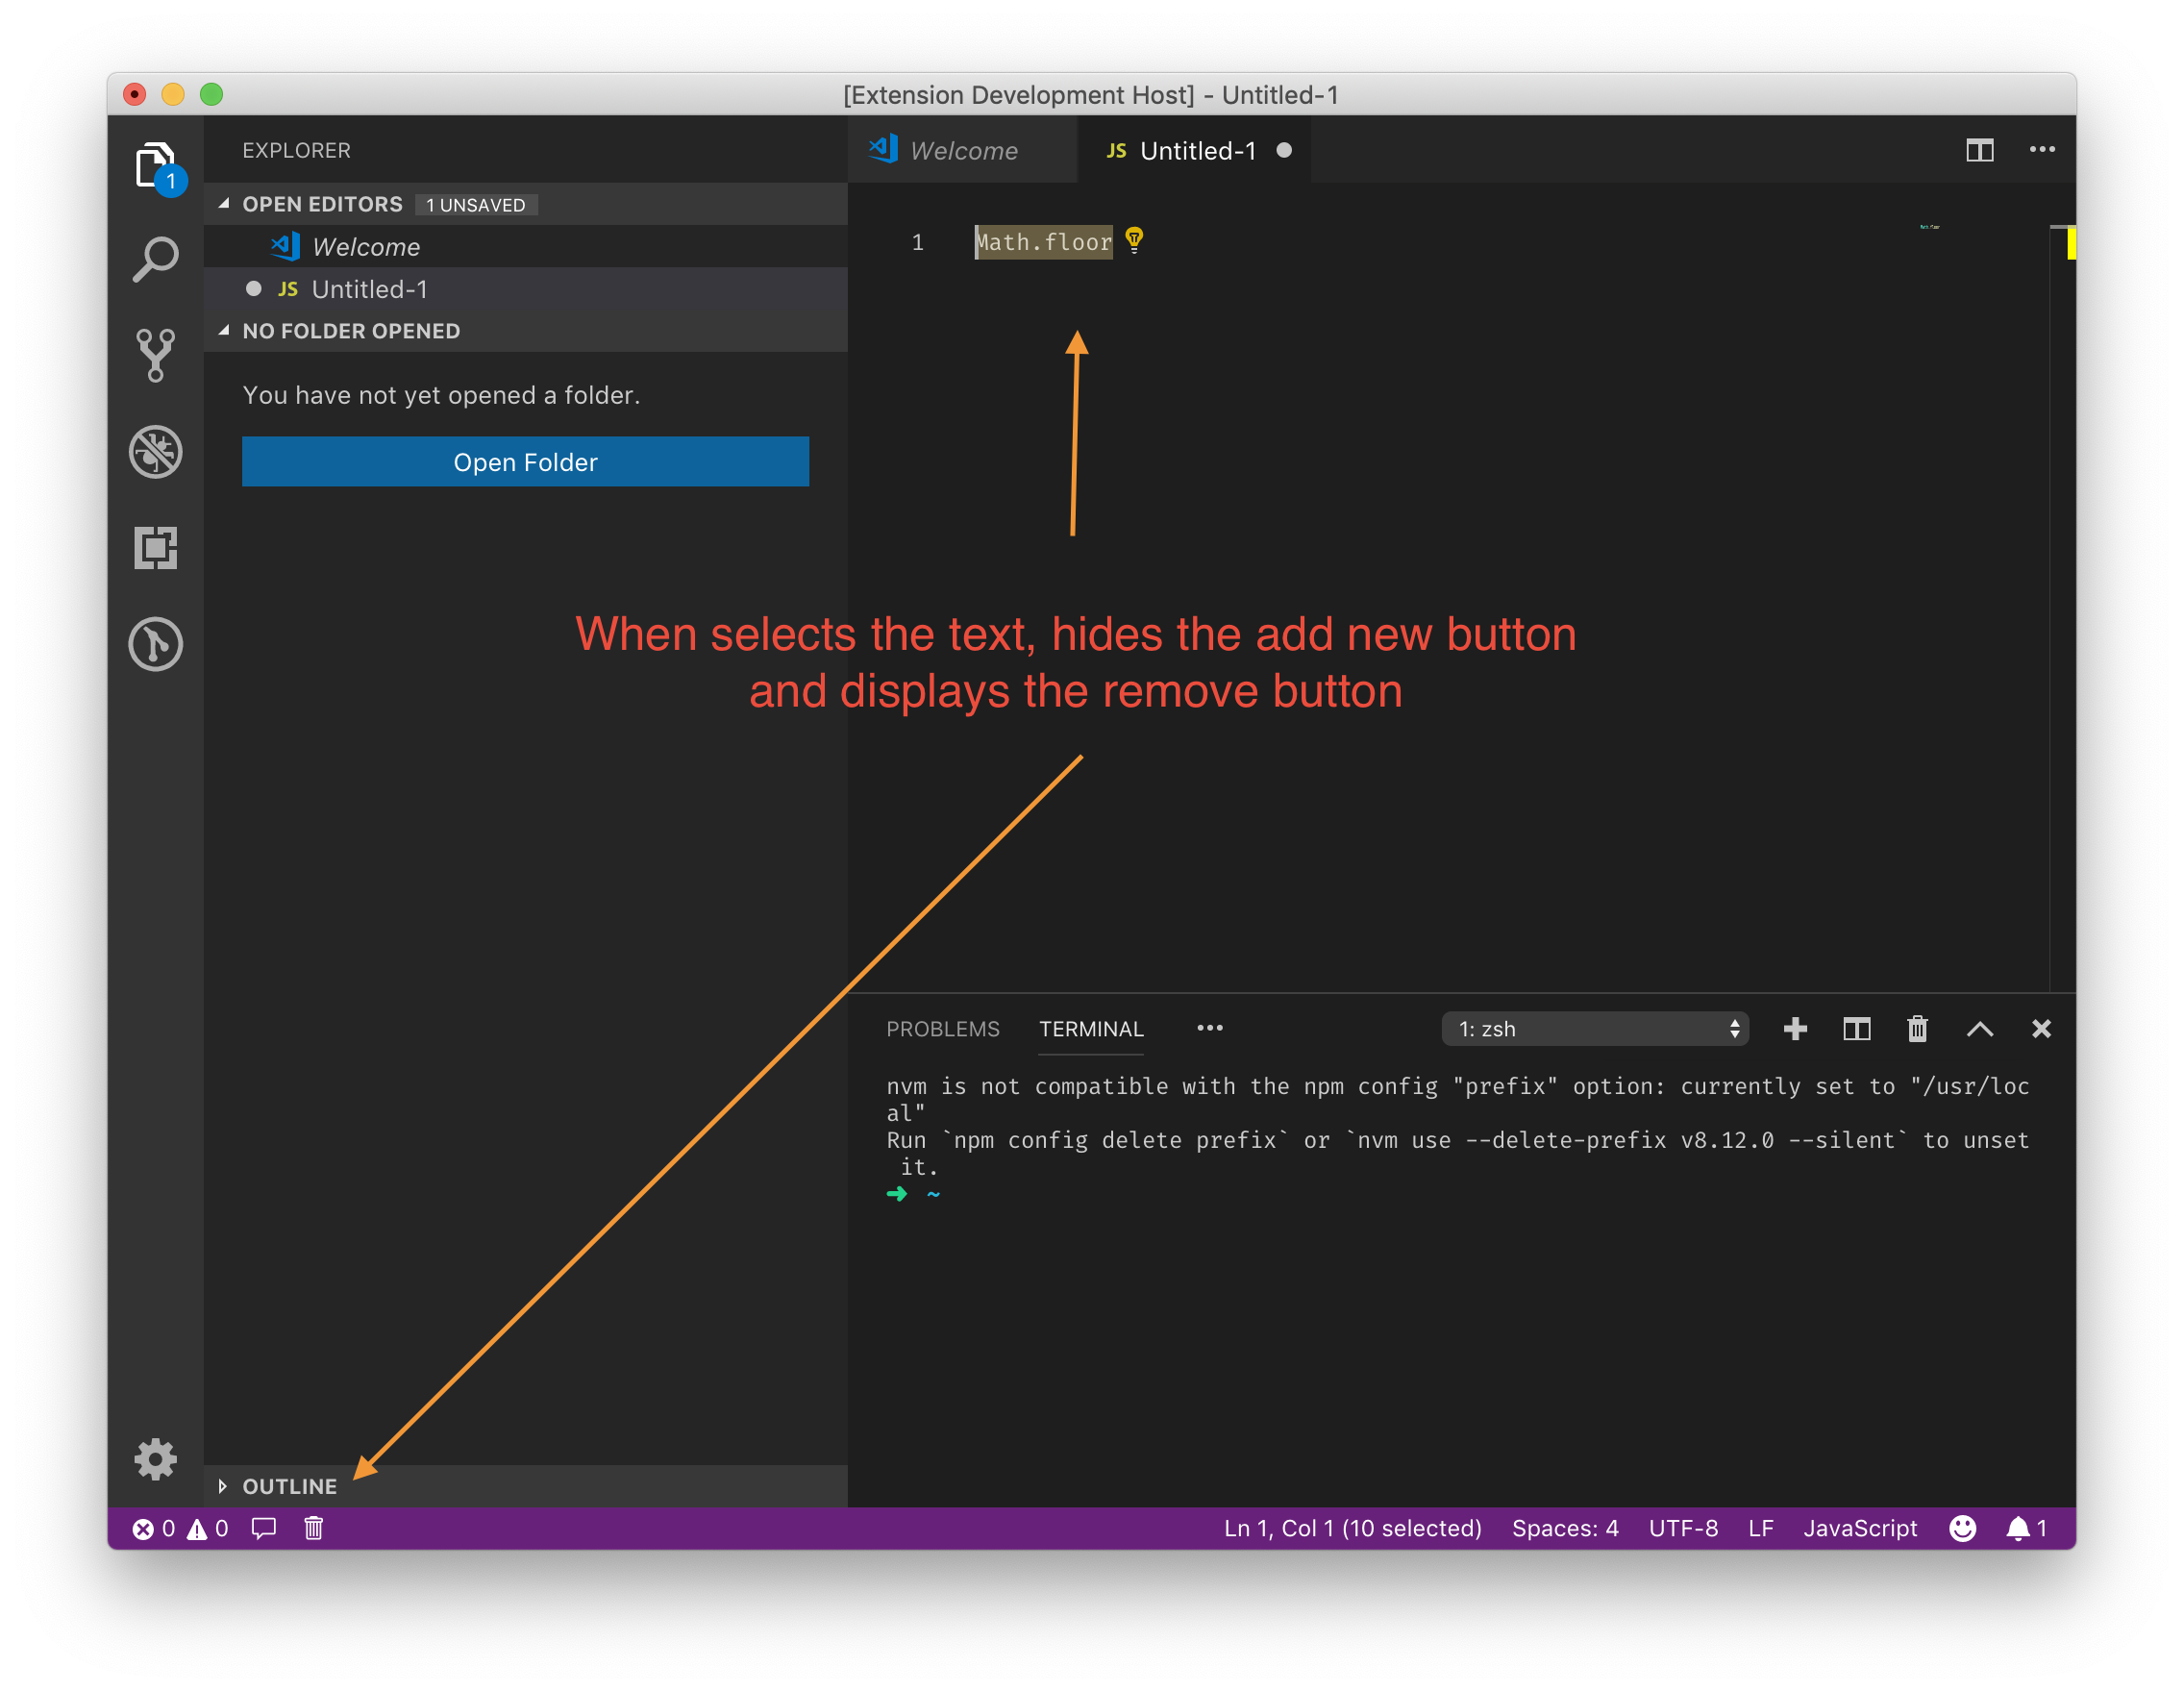 [Extension Development Host] - Untitled-1
1
EXPLORER
OPEN EDITORS 1 UNSAVED
Welcome
JS Untitled-1
NO FOLDER OPENED
You have not yet opened a folder.
Open Folder
Welcome JS Untitled-1
1 Math.floor
When selects the text, hides the add new button
and displays the remove button
PROBLEMS TERMINAL 1: zsh
nvm is not compatible with the npm config "prefix" option: currently set to "/usr/loc
al"
Run `npm config delete prefix` or `nvm use --delete-prefix v8.12.0 --silent` to unset
it.
➜ ~
OUTLINE
0 0 Ln 1, Col 1 (10 selected) Spaces: 4 UTF-8 LF JavaScript 1